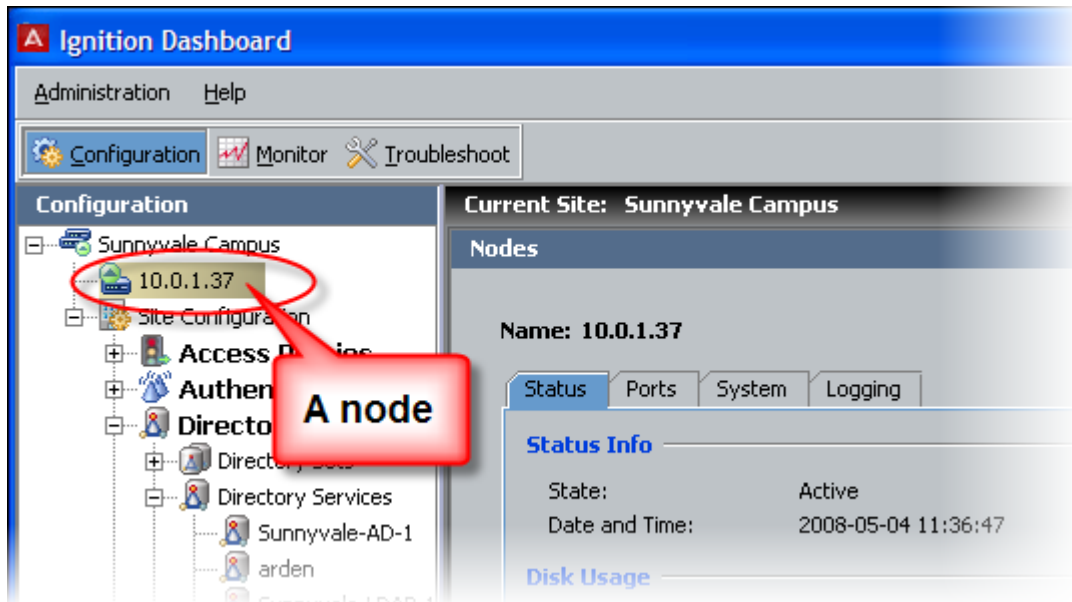 Ignition Dashboard
Administration Help
Configuration Monitor Troubleshoot
Configuration
Sunnyvale Campus
10.0.1.37
Site Configuration
Access
Authen
Directo
Directory Sets
Directory Services
Sunnyvale-AD-1
arden
A node
Current Site: Sunnyvale Campus
Nodes
Name: 10.0.1.37
Status Ports System Logging
Status Info
State: Active
Date and Time: 2008-05-04 11:36:47
Disk Usage